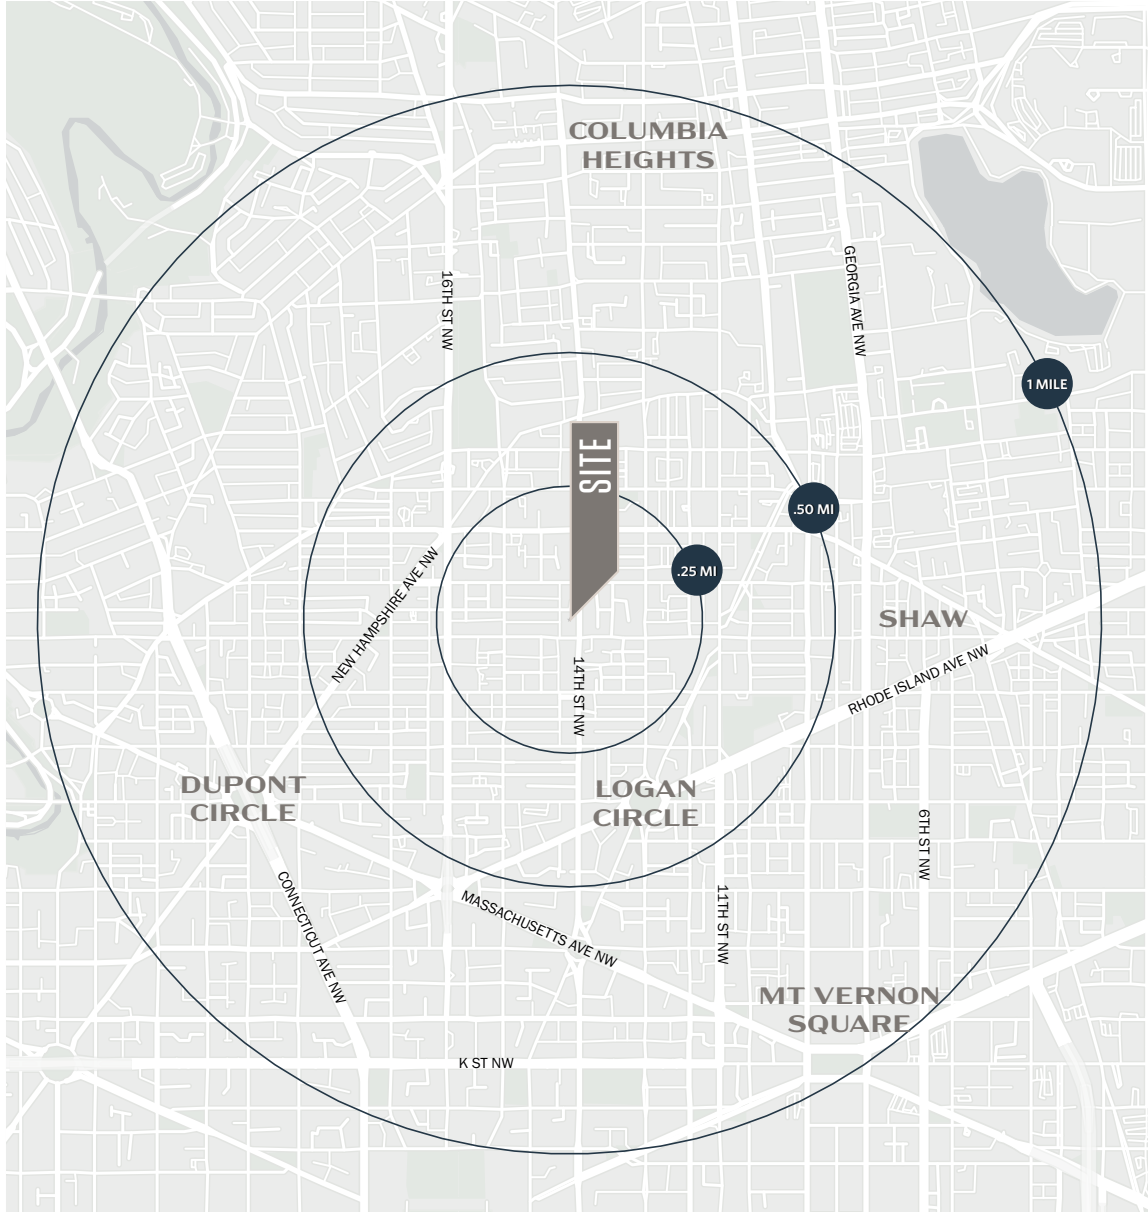 COLUMBIA
HEIGHTS
16TH ST NW
GEORGIA AVE NW
1 MILE
SITE
.50 MI
NEW HAMPSHIRE AVE NW
.25 MI
SHAW
14TH ST NW
RHODE ISLAND AVE NW
DUPONT
CIRCLE
LOGAN
CIRCLE
6TH ST NW
CONNECTICUT AVE NW
MASSACHUSETTS AVE NW
11TH ST NW
MT VERNON
SQUARE
K ST NW